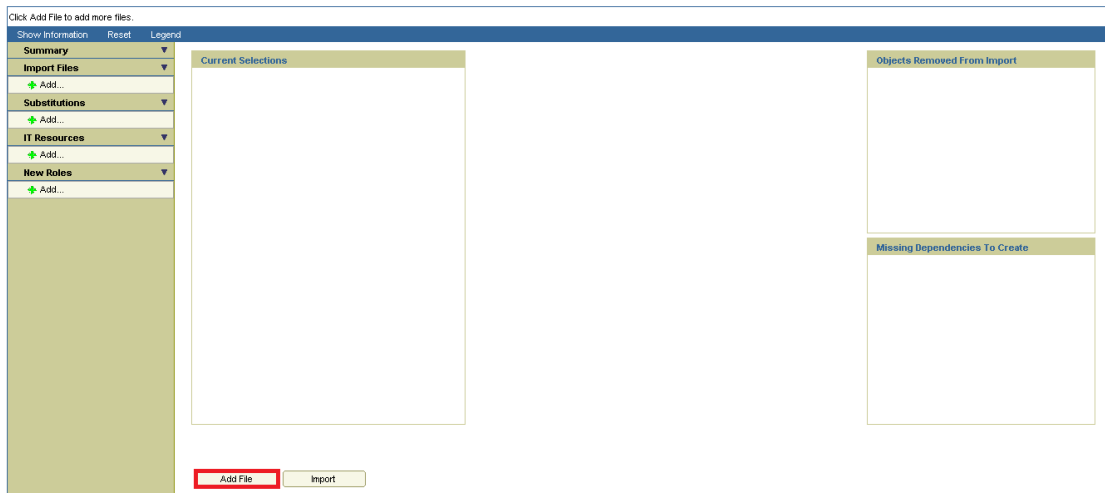 Click Add File to add more files.
Show Information Reset Legend
Summary
Import Files
Add...
Substitutions
Add...
IT Resources
Add...
New Roles
Add...
Current Selections
Objects Removed From Import
Missing Dependencies To Create
Add File Import